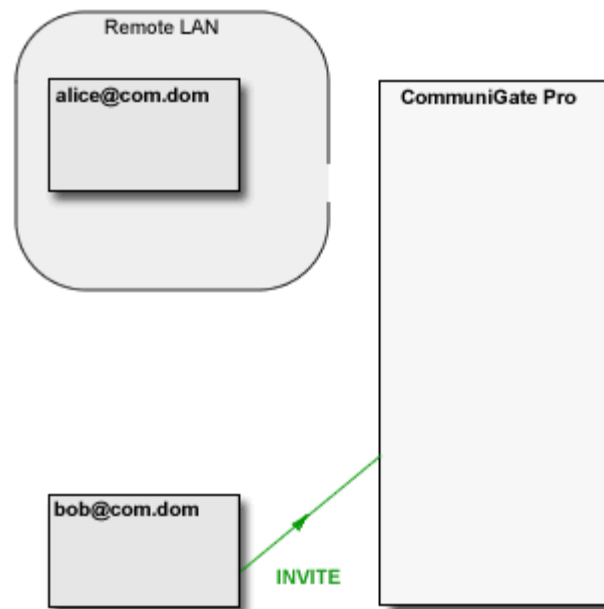 Remote LAN
alice@com.dom
CommuniGate Pro
bob@com.dom
INVITE